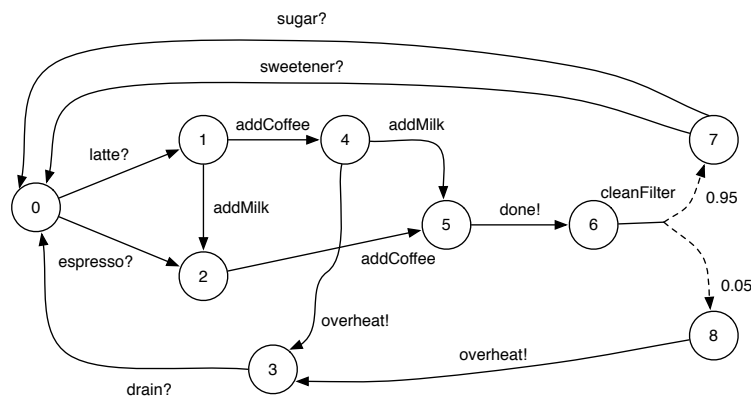 sugar?
sweetener?
7
1
addCoffee
4
addMilk
latte?
cleanFilter
0.95
0
addMilk
5
done!
6
espresso?
2
addCoffee
0.05
8
overheat!
overheat!
3
drain?